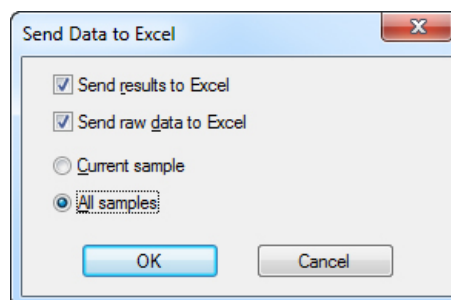 Send Data to Excel
Send results to Excel
Send raw data to Excel
Current sample
All samples
OK Cancel